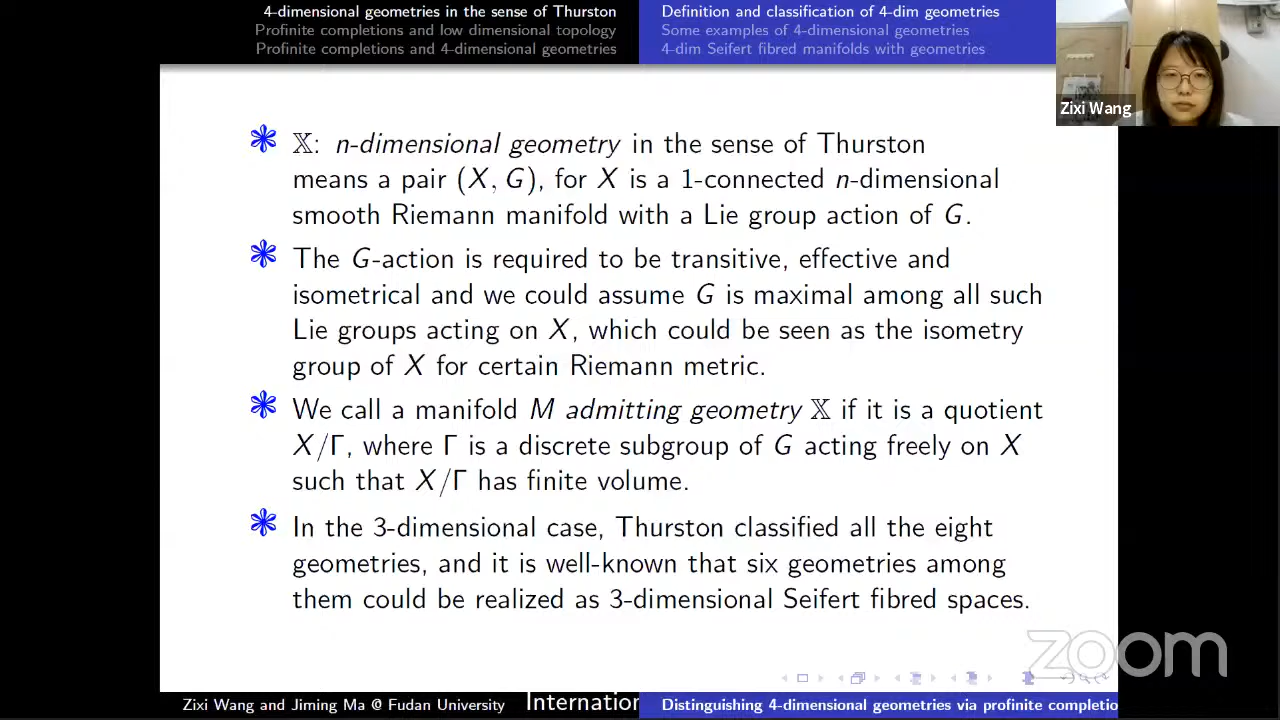 4-dimensional geometries in the sense of Thurston
Profinite completions and low dimensional topology
Profinite completions and 4-dimensional geometries
Definition and classification of 4-dim geometries
Some examples of 4-dimensional geometries
4-dim Seifert fibred manifolds with geometries
Zixi Wang
𝕏: n-dimensional geometry in the sense of Thurston
means a pair (X, G), for X is a 1-connected n-dimensional
smooth Riemann manifold with a Lie group action of G.
The G-action is required to be transitive, effective and
isometrical and we could assume G is maximal among all such
Lie groups acting on X, which could be seen as the isometry
group of X for certain Riemann metric.
We call a manifold M admitting geometry 𝕏 if it is a quotient
X/Γ, where Γ is a discrete subgroup of G acting freely on X
such that X/Γ has finite volume.
In the 3-dimensional case, Thurston classified all the eight
geometries, and it is well-known that six geometries among
them could be realized as 3-dimensional Seifert fibred spaces.
zoom
Zixi Wang and Jiming Ma @ Fudan University
Internation
Distinguishing 4-dimensional geometries via profinite completio